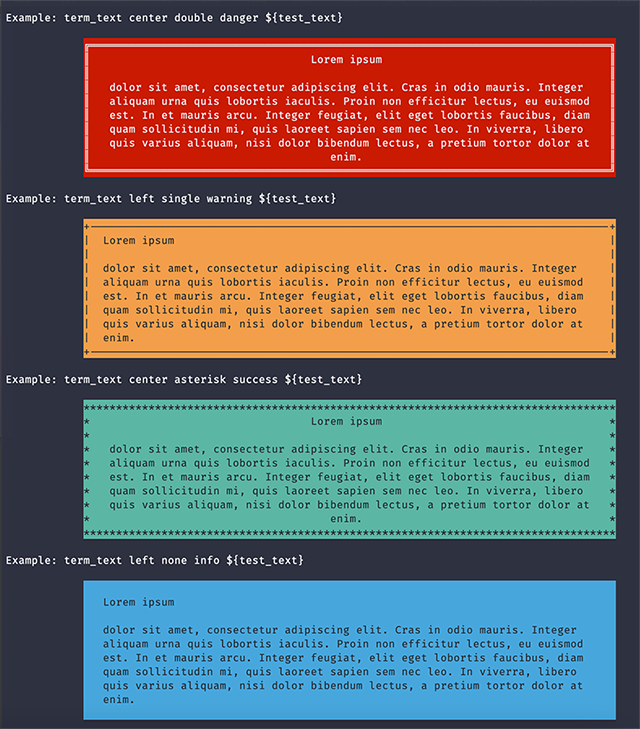 Example: term_text center double danger ${test_text}
Lorem ipsum
dolor sit amet, consectetur adipiscing elit. Cras in odio mauris. Integer
aliquam urna quis lobortis iaculis. Proin non efficitur lectus, eu euismod
est. In et mauris arcu. Integer feugiat, elit eget lobortis faucibus, diam
quam sollicitudin mi, quis laoreet sapien sem nec leo. In viverra, libero
quis varius aliquam, nisi dolor bibendum lectus, a pretium tortor dolor at
enim.
Example: term_text left single warning ${test_text}
Lorem ipsum
dolor sit amet, consectetur adipiscing elit. Cras in odio mauris. Integer
aliquam urna quis lobortis iaculis. Proin non efficitur lectus, eu euismod
est. In et mauris arcu. Integer feugiat, elit eget lobortis faucibus, diam
quam sollicitudin mi, quis laoreet sapien sem nec leo. In viverra, libero
quis varius aliquam, nisi dolor bibendum lectus, a pretium tortor dolor at
enim.
Example: term_text center asterisk success ${test_text}
Lorem ipsum
dolor sit amet, consectetur adipiscing elit. Cras in odio mauris. Integer
aliquam urna quis lobortis iaculis. Proin non efficitur lectus, eu euismod
est. In et mauris arcu. Integer feugiat, elit eget lobortis faucibus, diam
quam sollicitudin mi, quis laoreet sapien sem nec leo. In viverra, libero
quis varius aliquam, nisi dolor bibendum lectus, a pretium tortor dolor at
enim.
Example: term_text left none info ${test_text}
Lorem ipsum
dolor sit amet, consectetur adipiscing elit. Cras in odio mauris. Integer
aliquam urna quis lobortis iaculis. Proin non efficitur lectus, eu euismod
est. In et mauris arcu. Integer feugiat, elit eget lobortis faucibus, diam
quam sollicitudin mi, quis laoreet sapien sem nec leo. In viverra, libero
quis varius aliquam, nisi dolor bibendum lectus, a pretium tortor dolor at
enim.